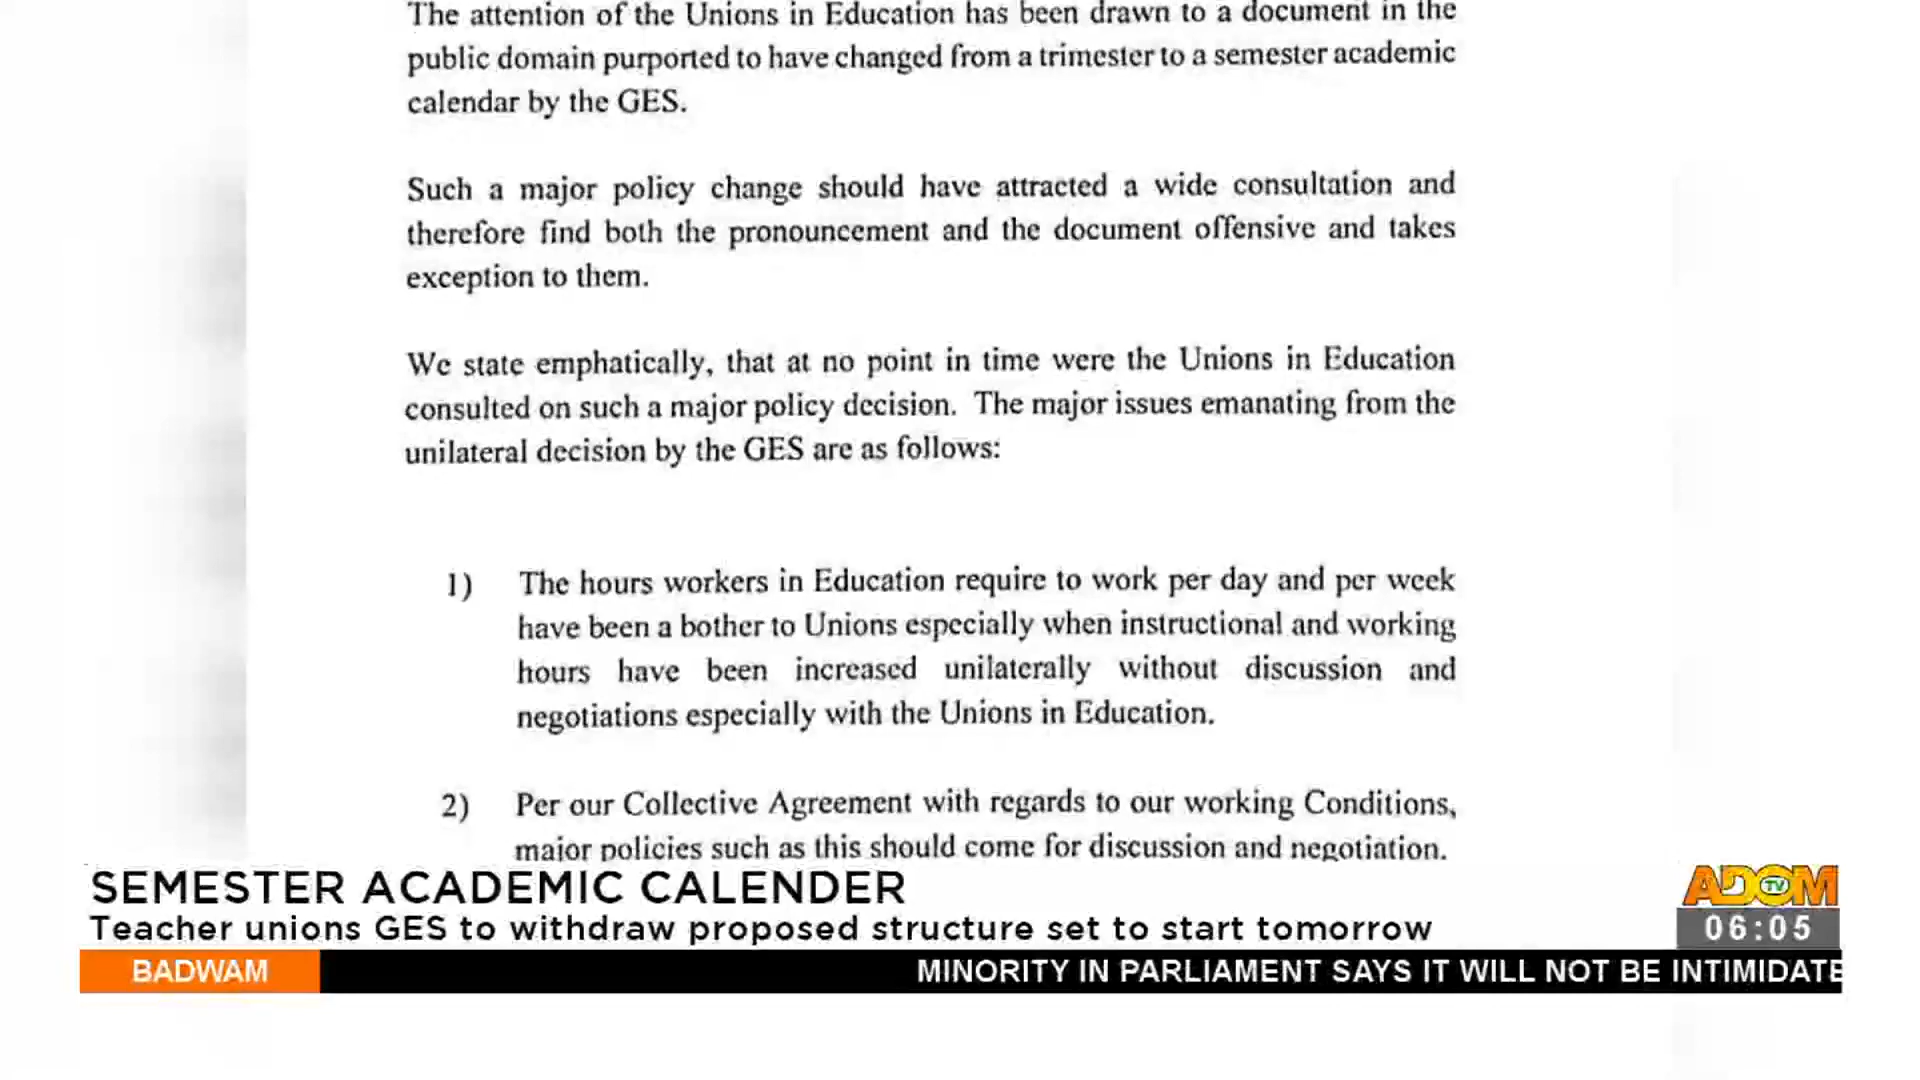 The attention of the Unions in Education has been drawn to a document in the
public domain purported to have changed from a trimester to a semester academic
calendar by the GES.
Such a major policy change should have attracted a wide consultation and
therefore find both the pronouncement and the document offensive and takes
exception to them.
We state emphatically, that at no point in time were the Unions in Education
consulted on such a major policy decision. The major issues emanating from the
unilateral decision by the GES are as follows:
1) The hours workers in Education require to work per day and per week
have been a bother to Unions especially when instructional and working
hours have been increased unilaterally without discussion and
negotiations especially with the Unions in Education.
2) Per our Collective Agreement with regards to our working Conditions,
major policies such as this should come for discussion and negotiation.
SEMESTER ACADEMIC CALENDER
Teacher unions GES to withdraw proposed structure set to start tomorrow
ADOM TV
06:05
BADWAM
MINORITY IN PARLIAMENT SAYS IT WILL NOT BE INTIMIDATE